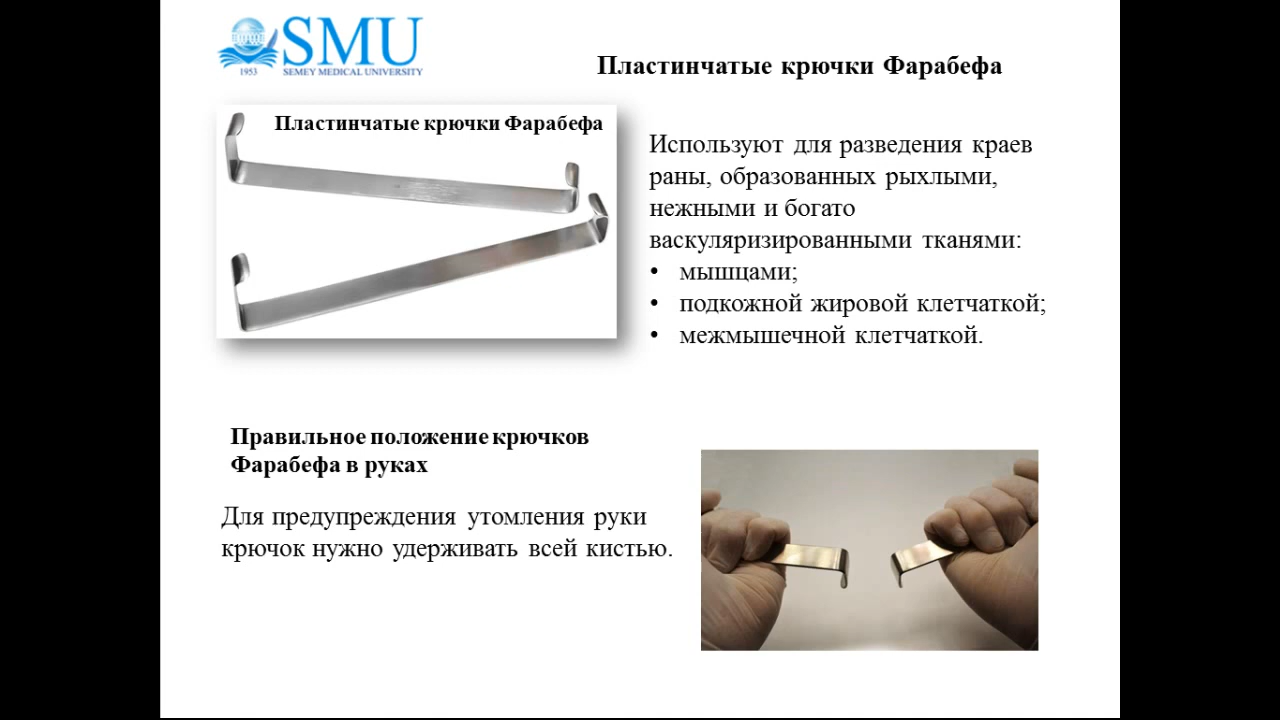 SMU
1953 SEMEY MEDICAL UNIVERSITY
Пластинчатые крючки Фарабефа
Пластинчатые крючки Фарабефа
Используют для разведения краев
раны, образованных рыхлыми,
нежными и богато
васкуляризированными тканями:
• мышцами;
• подкожной жировой клетчаткой;
• межмышечной клетчаткой.
Правильное положение крючков
Фарабефа в руках
Для предупреждения утомления руки
крючок нужно удерживать всей кистью.